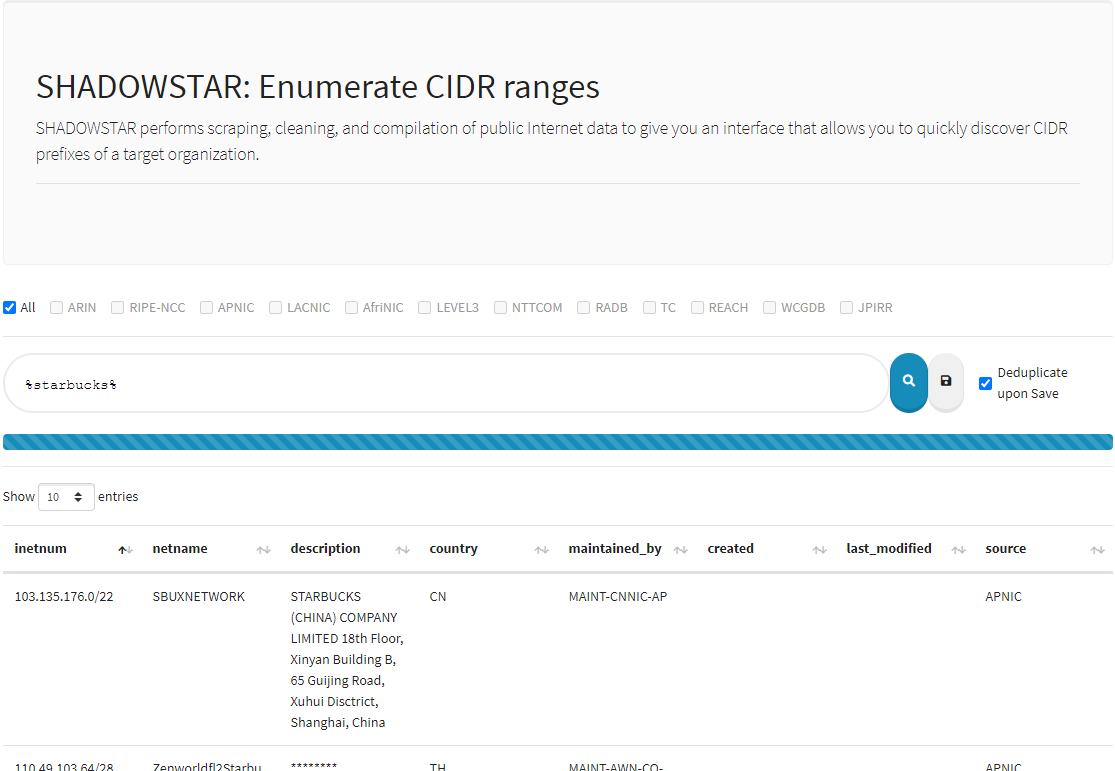 SHADOWSTAR: Enumerate CIDR ranges
SHADOWSTAR performs scraping, cleaning, and compilation of public Internet data to give you an interface that allows you to quickly discover CIDR
prefixes of a target organization.
All ARIN RIPE-NCC APNIC LACNIC AfriNIC LEVEL3 NTTCOM RADB TC REACH WCGDB JPIRR
%starbucks%
Deduplicate
upon Save
Show 10 entries
inetnum netname description country maintained_by created last_modified source
103.135.176.0/22 SBUXNETWORK STARBUCKS CN MAINT-CNNIC-AP APNIC
(CHINA) COMPANY
LIMITED 18th Floor,
Xinyan Building B,
65 Guijing Road,
Xuhui Disctrict,
Shanghai, China
110.49.103.64/28 Zenworldfl2Starbu ******** TH MAINT-AWN-CO- APNIC